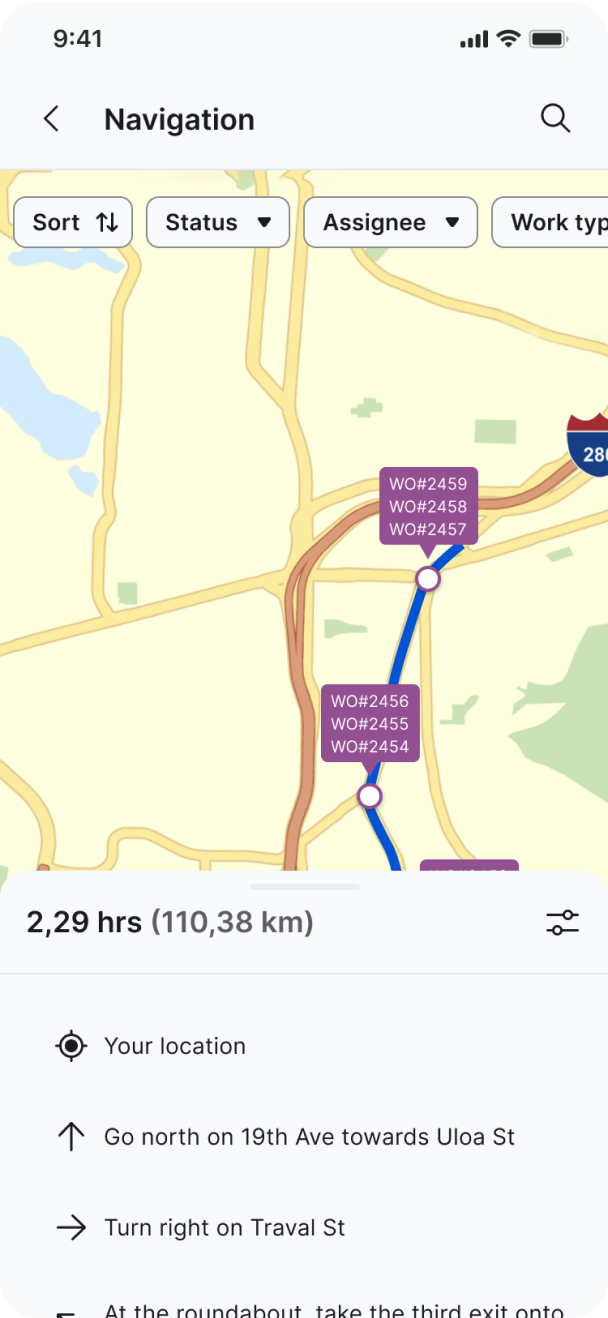 9:41
Navigation
Sort
Status
Assignee
Work typ
280
WO#2459
WO#2458
WO#2457
WO#2456
WO#2455
WO#2454
2,29 hrs (110,38 km)
Your location
Go north on 19th Ave towards Uloa St
Turn right on Traval St
At the roundabout, take the third exit onto